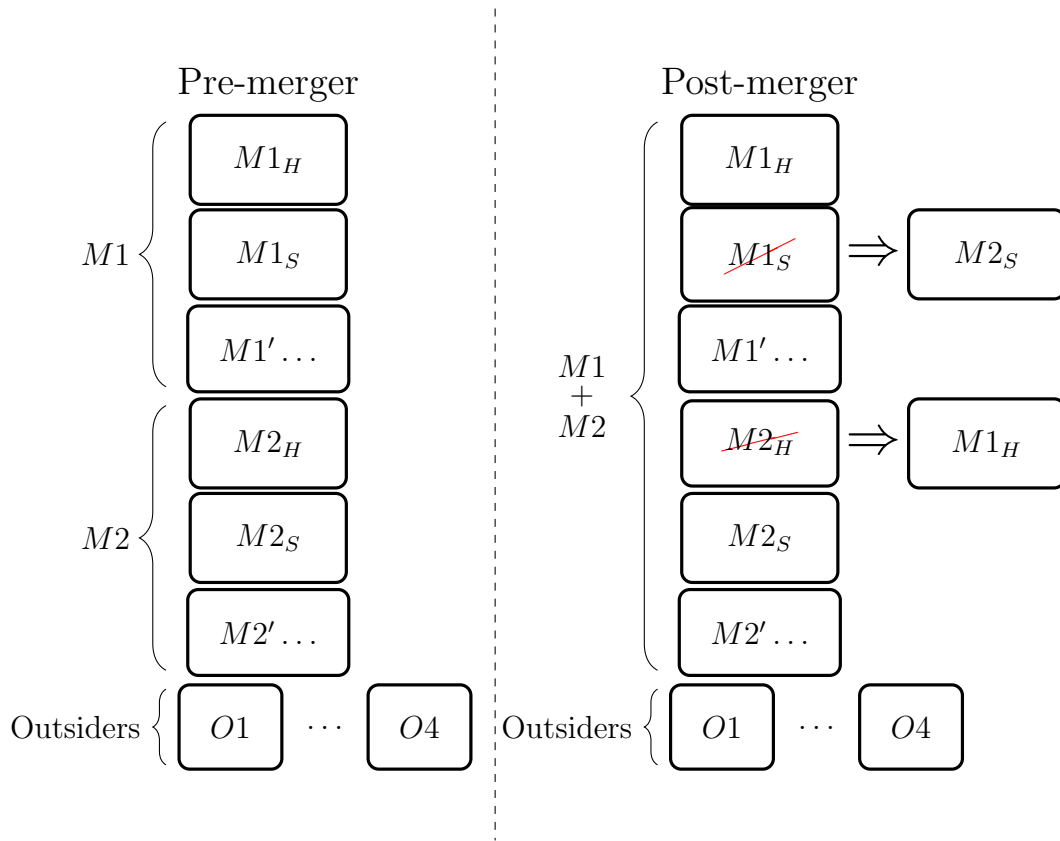 Pre-merger
M1_H
M1
M1_S
M1′ …
M2_H
M2
M2_S
M2′ …
Outsiders O1 ⋯ O4
Post-merger
M1_H
M1_S ⇒ M2_S
M1′ …
M1
+
M2
M2_H ⇒ M1_H
M2_S
M2′ …
Outsiders O1 ⋯ O4